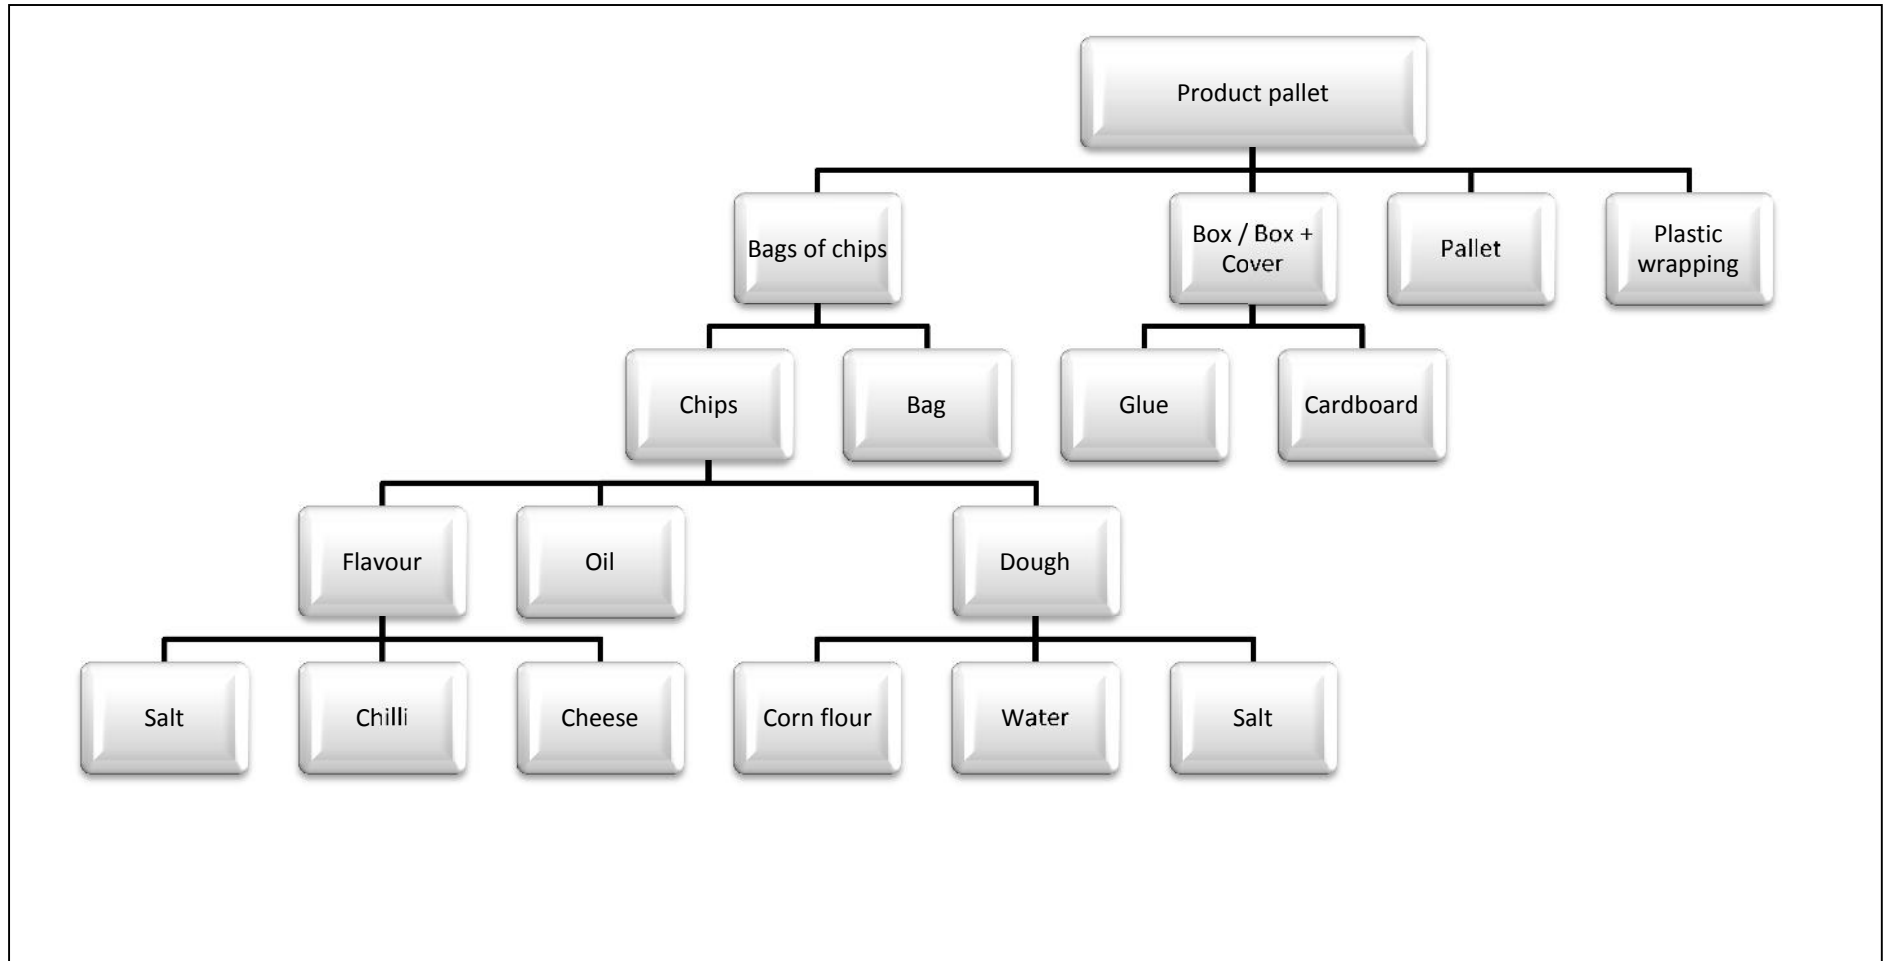 Product pallet
Bags of chips
Box / Box +
Cover
Pallet
Plastic
wrapping
Chips
Bag
Glue
Cardboard
Flavour
Oil
Dough
Salt
Chilli
Cheese
Corn flour
Water
Salt